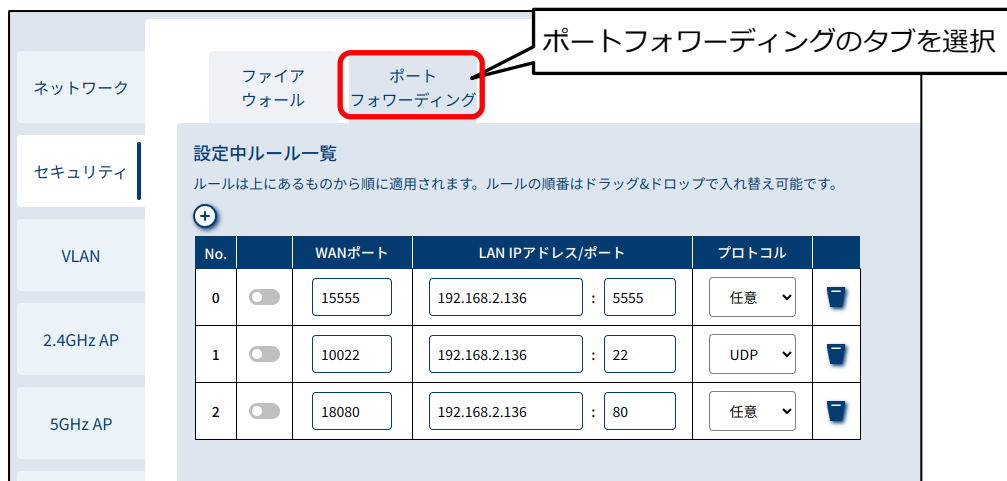 ポートフォワーディングのタブを選択
ネットワーク
セキュリティ
VLAN
2.4GHz AP
5GHz AP
ファイア
ウォール
ポート
フォワーディング
設定中ルール一覧
ルールは上にあるものから順に適用されます。ルールの順番はドラッグ&ドロップで入れ替え可能です。
No. WANポート LAN IPアドレス/ポート プロトコル
0 15555 192.168.2.136 : 5555 任意
1 10022 192.168.2.136 : 22 UDP
2 18080 192.168.2.136 : 80 任意